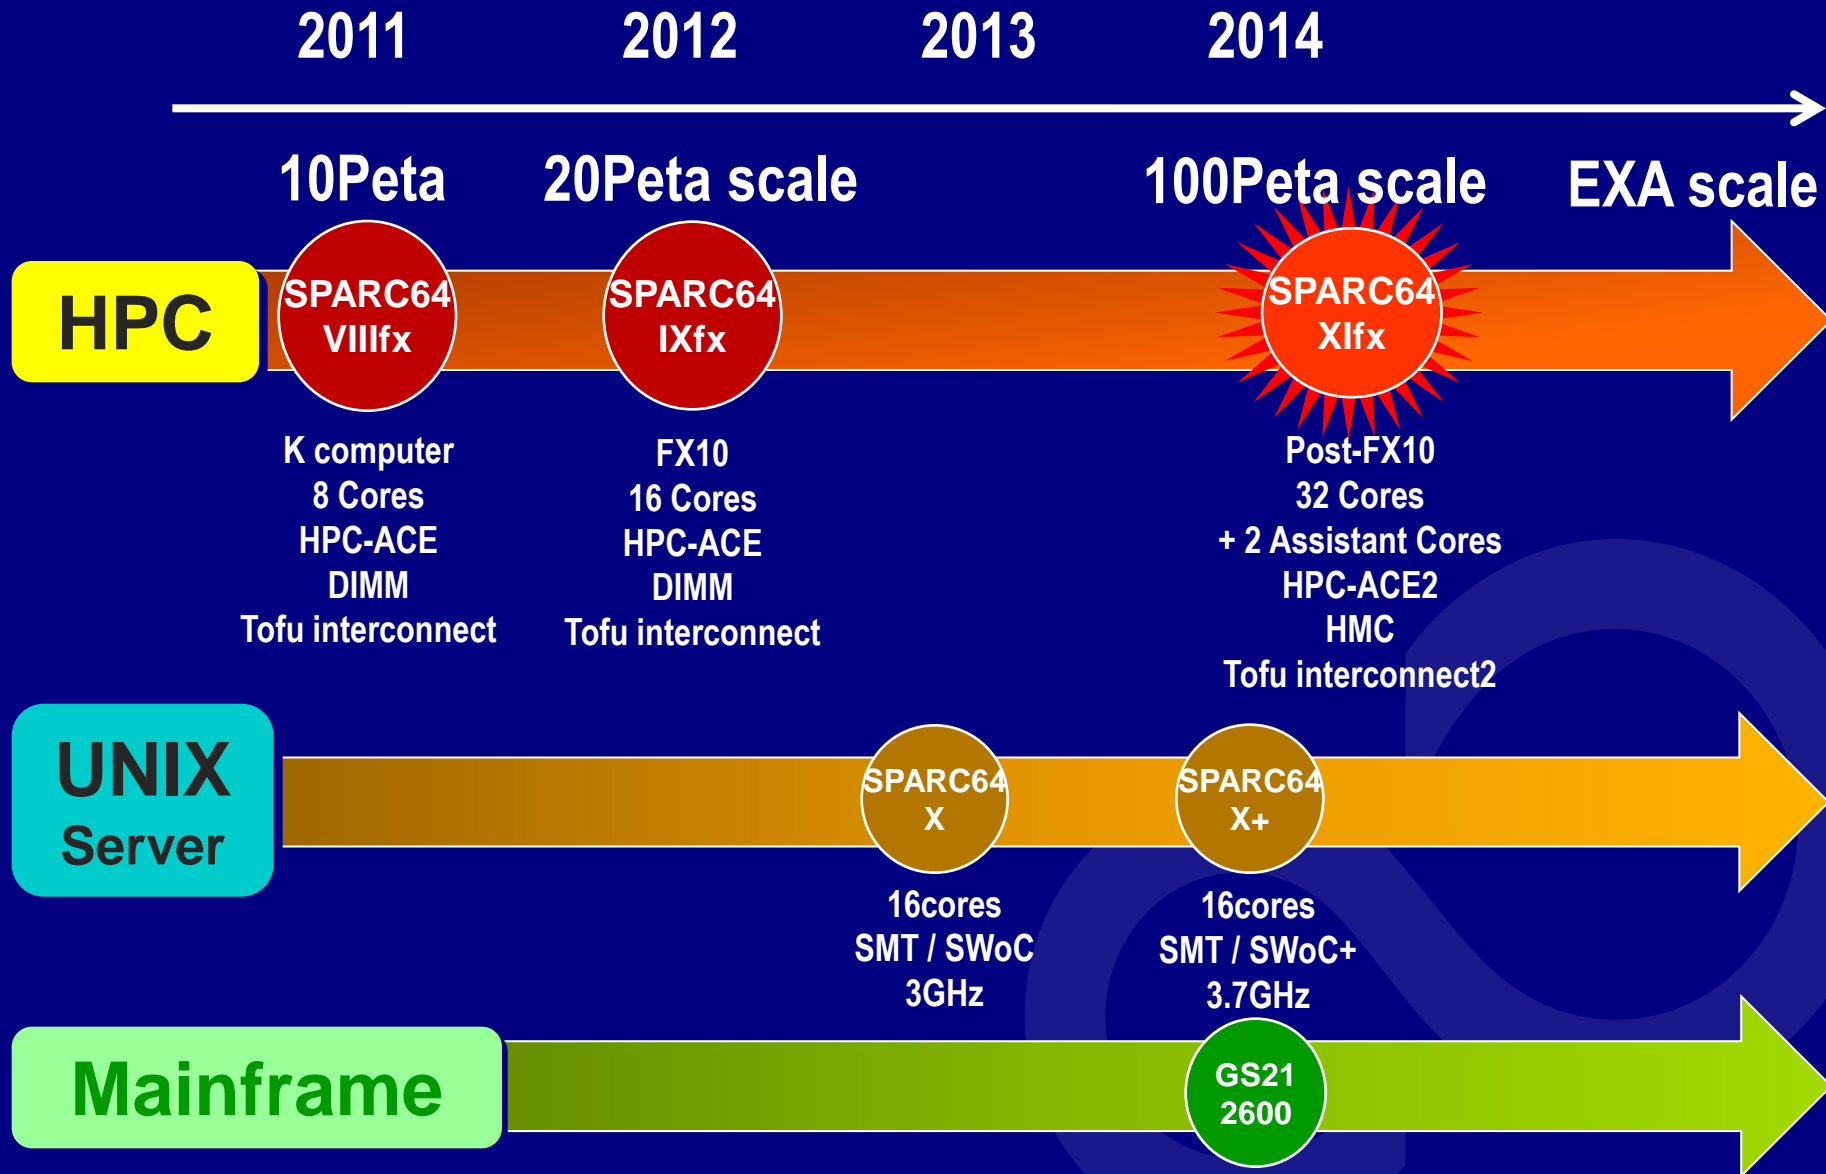 2011 2012 2013 2014
10Peta 20Peta scale 100Peta scale EXA scale
HPC
SPARC64
VIIIfx
SPARC64
IXfx
SPARC64
XIfx
K computer
8 Cores
HPC-ACE
DIMM
Tofu interconnect
FX10
16 Cores
HPC-ACE
DIMM
Tofu interconnect
Post-FX10
32 Cores
+ 2 Assistant Cores
HPC-ACE2
HMC
Tofu interconnect2
UNIX
Server
SPARC64
X
SPARC64
X+
16cores
SMT / SWoC
3GHz
16cores
SMT / SWoC+
3.7GHz
Mainframe
GS21
2600